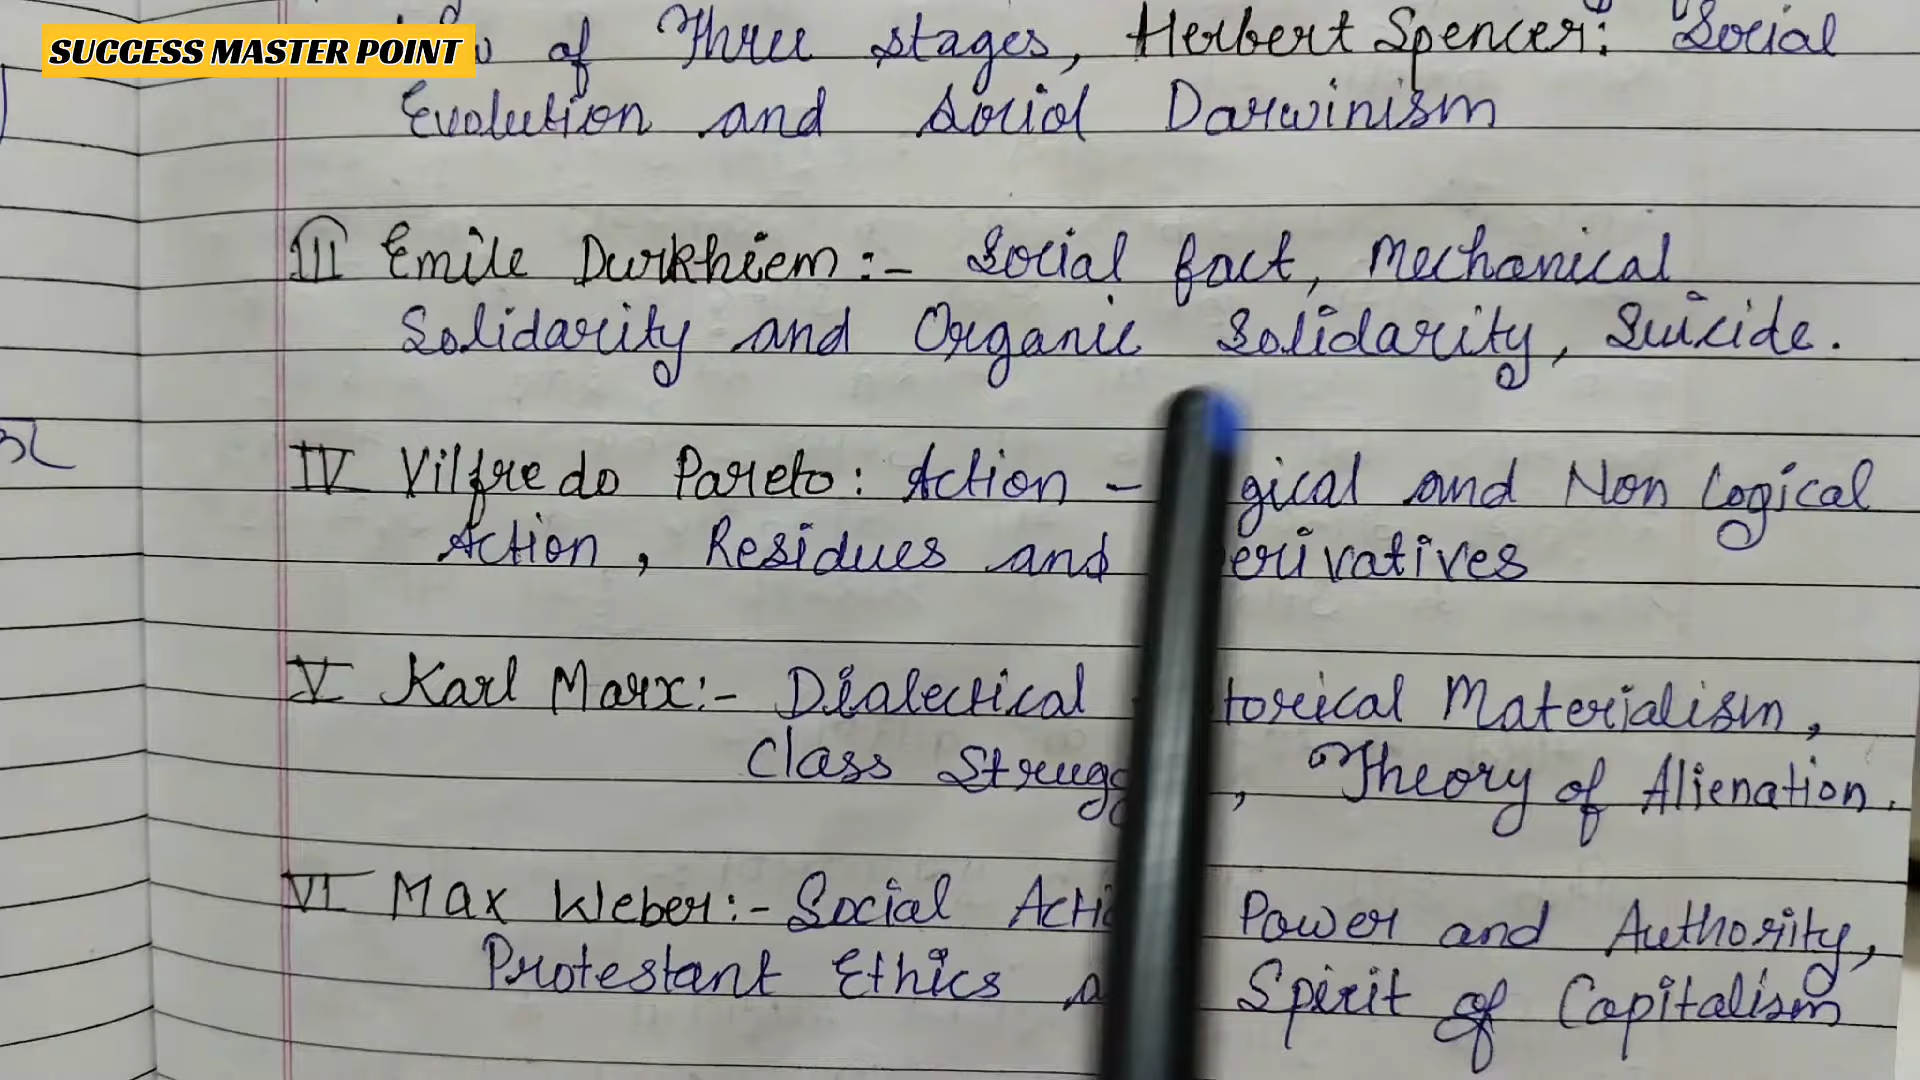 SUCCESS MASTER POINT
of Three stages, Herbert Spencer: Social
Evolution and Social Darwinism
III Emile Durkhiem :- Social fact, Mechanical
Solidarity and Organic Solidarity, Suicide.
IV Vilfredo Pareto: Action - gical and Non Logical
Action, Residues and erivatives
V Karl Marx:- Dialectical torical Materialism,
Class Strugg , Theory of Alienation.
VI Max Weber:- Social Acti Power and Authority,
Protestant Ethics a Spirit of Capitalism